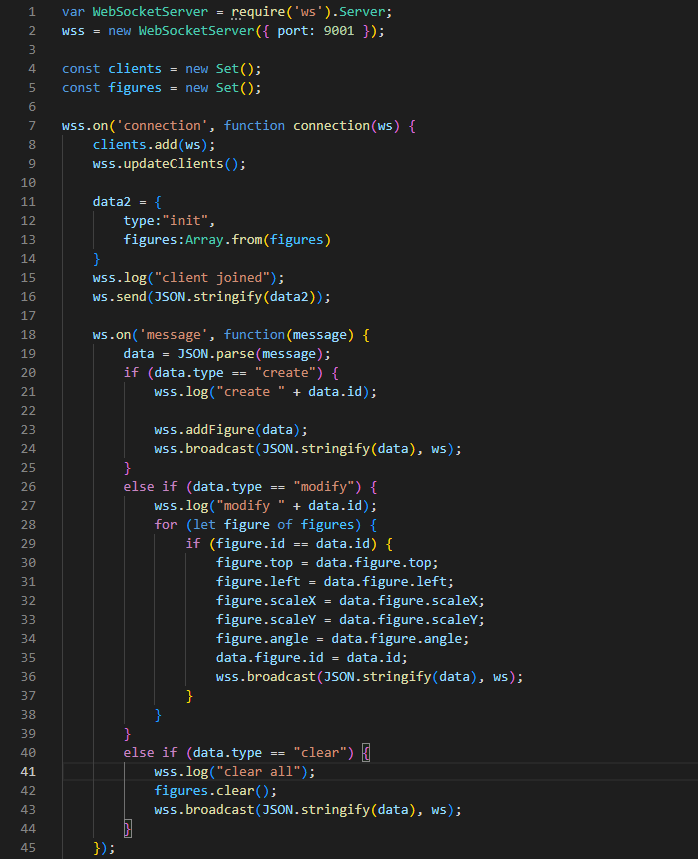 1 var WebSocketServer = require('ws').Server;
2 wss = new WebSocketServer({ port: 9001 });
3
4 const clients = new Set();
5 const figures = new Set();
6
7 wss.on('connection', function connection(ws) {
8     clients.add(ws);
9     wss.updateClients();
10
11     data2 = {
12         type:"init",
13         figures:Array.from(figures)
14     }
15     wss.log("client joined");
16     ws.send(JSON.stringify(data2));
17
18     ws.on('message', function(message) {
19         data = JSON.parse(message);
20         if (data.type == "create") {
21             wss.log("create " + data.id);
22
23             wss.addFigure(data);
24             wss.broadcast(JSON.stringify(data), ws);
25         }
26         else if (data.type == "modify") {
27             wss.log("modify " + data.id);
28             for (let figure of figures) {
29                 if (figure.id == data.id) {
30                     figure.top = data.figure.top;
31                     figure.left = data.figure.left;
32                     figure.scaleX = data.figure.scaleX;
33                     figure.scaleY = data.figure.scaleY;
34                     figure.angle = data.figure.angle;
35                     data.figure.id = data.id;
36                     wss.broadcast(JSON.stringify(data), ws);
37                 }
38             }
39         }
40         else if (data.type == "clear") {
41             wss.log("clear all");
42             figures.clear();
43             wss.broadcast(JSON.stringify(data), ws);
44         }
45     });